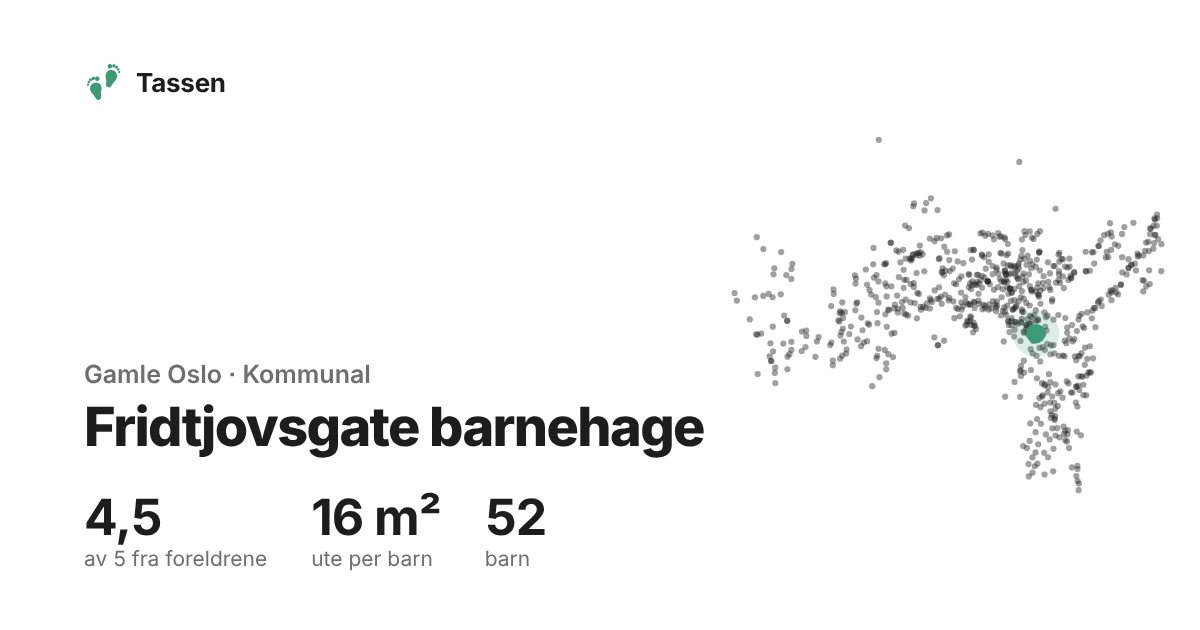 Tassen
Gamle Oslo · Kommunal
Fridtjovsgate barnehage
4,5
av 5 fra foreldrene
16 m²
ute per barn
52
barn